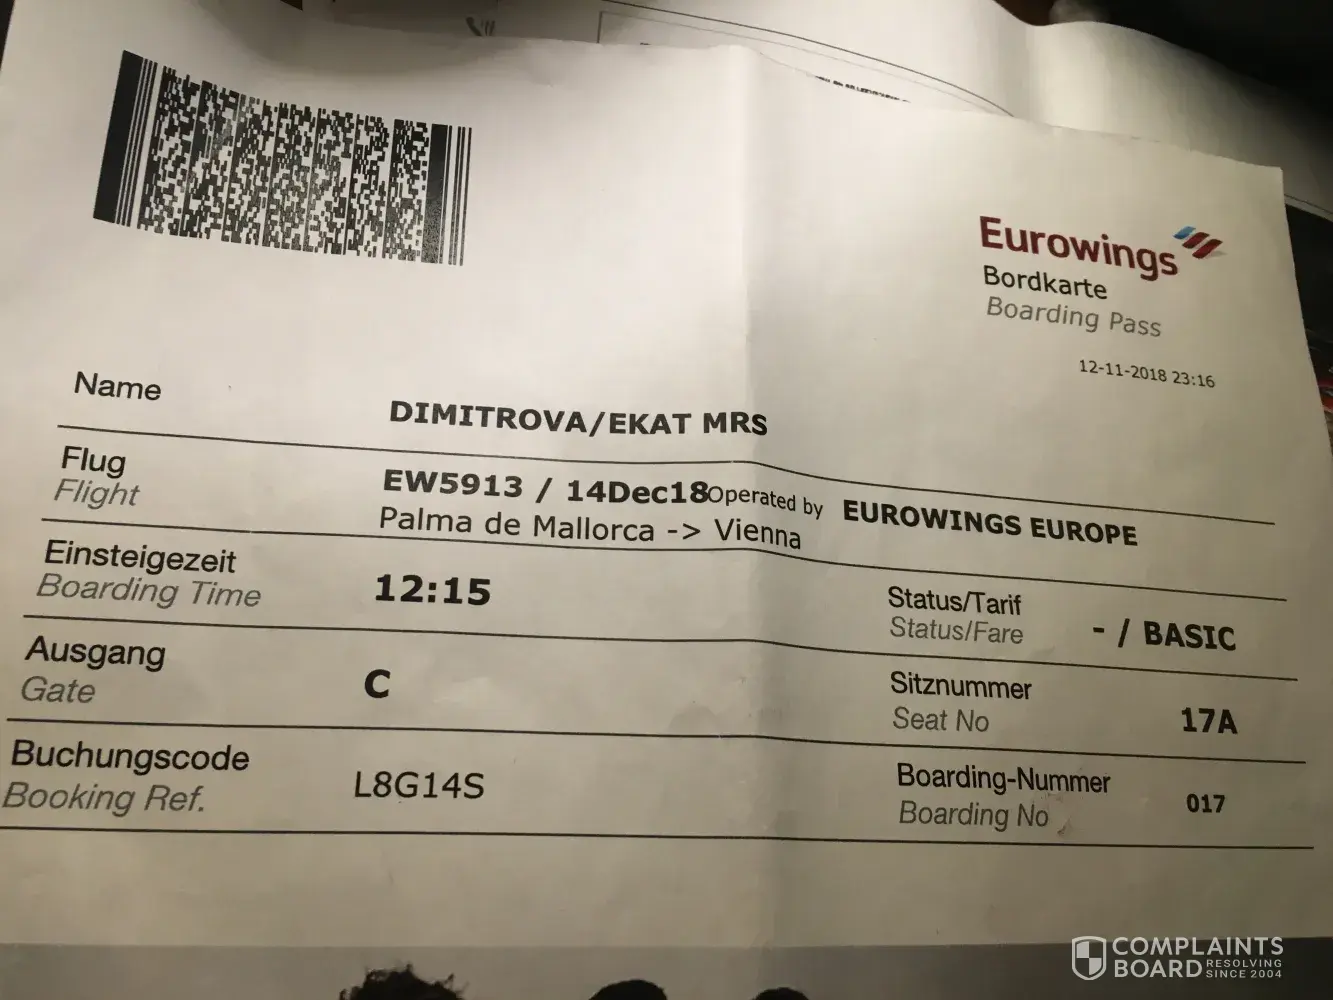 Eurowings
Bordkarte
Boarding Pass
12-11-2018 23:16
Name
DIMITROVA/EKAT MRS
Flug
Flight
EW5913 / 14Dec18 Operated by EUROWINGS EUROPE
Palma de Mallorca -> Vienna
Einsteigezeit
Boarding Time
12:15
Status/Tarif
Status/Fare
- / BASIC
Ausgang
Gate
C
Sitznummer
Seat No
17A
Buchungscode
Booking Ref.
L8G14S
Boarding-Nummer
Boarding No
017
COMPLAINTS
BOARD RESOLVING
SINCE 2004